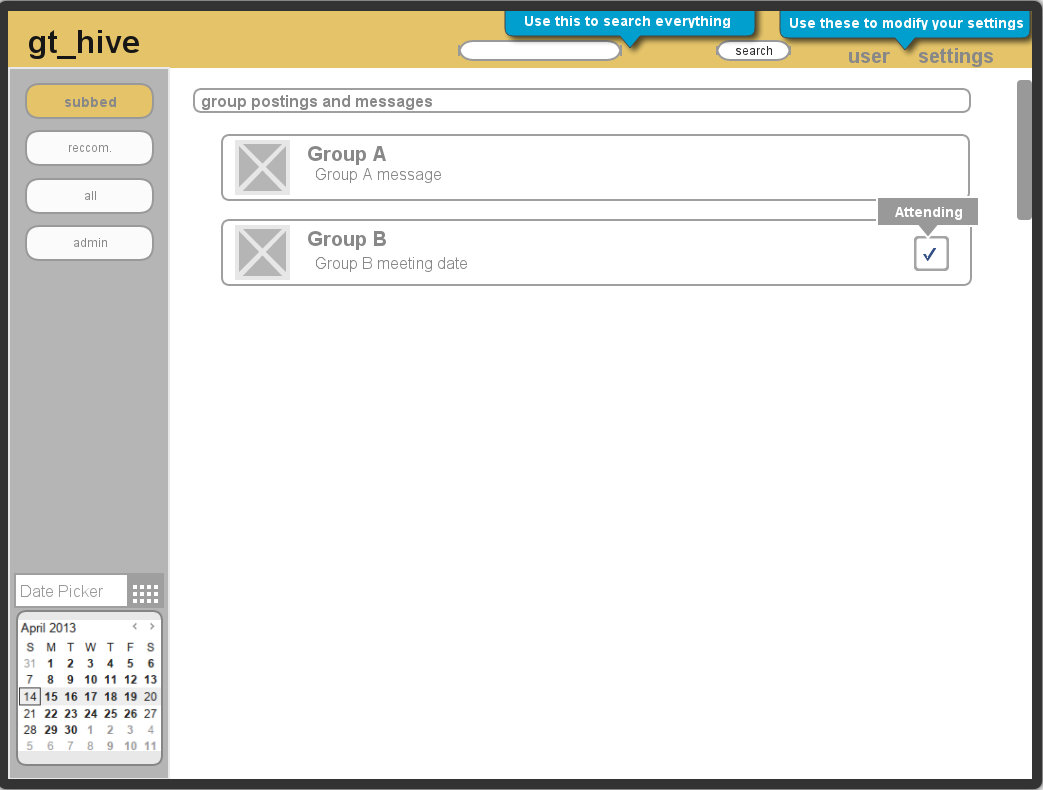 Use this to search everything
Use these to modify your settings
gt_hive
search
user settings
subbed
reccom.
all
admin
group postings and messages
Group A
Group A message
Attending
Group B
Group B meeting date
Date Picker
April 2013 < >
S M T W T F S
31 1 2 3 4 5 6
7 8 9 10 11 12 13
14 15 16 17 18 19 20
21 22 23 24 25 26 27
28 29 30 1 2 3 4
5 6 7 8 9 10 11